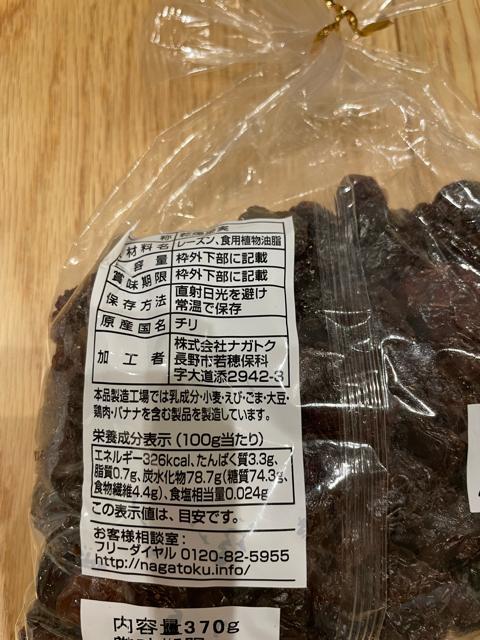 称
材料名 レーズン、食用植物油脂
容量 枠外下部に記載
賞味期限 枠外下部に記載
保存方法 直射日光を避け
常温で保存
原産国名 チリ
加工者 株式会社ナガトク
長野市若穂保科
字大道添2942-3
本品製造工場では乳成分・小麦・えび・ごま・大豆・
鶏肉・バナナを含む製品を製造しています。
栄養成分表示(100g当たり)
エネルギー326kcal、たんぱく質3.3g、
脂質0.7g、炭水化物78.7g(糖質74.3g、
食物繊維4.4g)、食塩相当量0.024g
この表示値は、目安です。
お客様相談室:
フリーダイヤル 0120-82-5955
http://nagatoku.info/
内容量370g